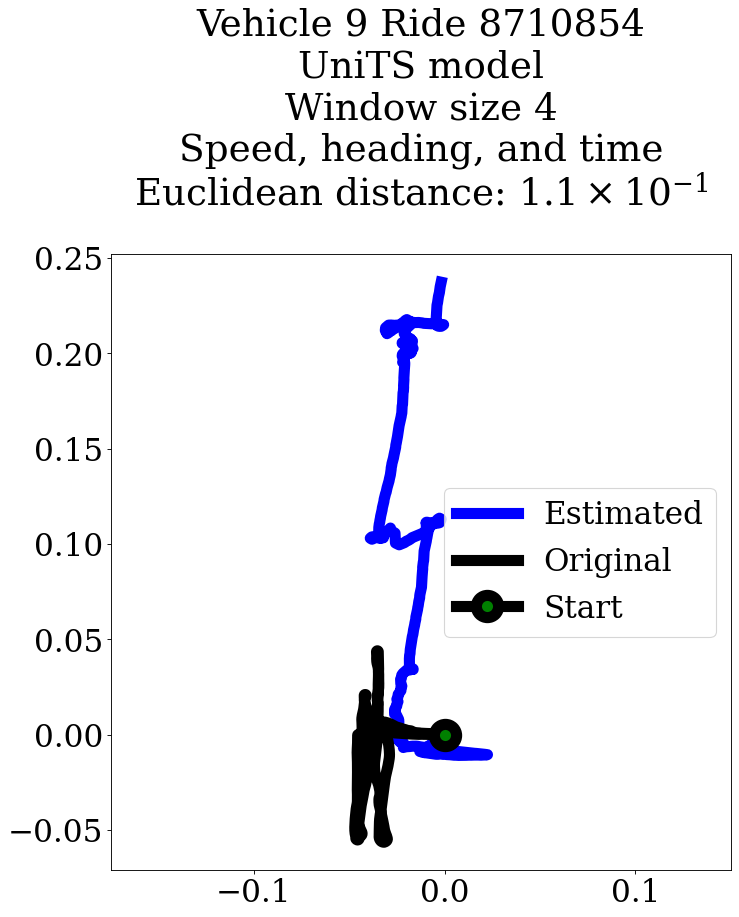 Vehicle 9 Ride 8710854
UniTS model
Window size 4
Speed, heading, and time
Euclidean distance: 1.1 × 10⁻¹
0.25
0.20
0.15
0.10
0.05
0.00
−0.05
Estimated
Original
Start
−0.1
0.0
0.1